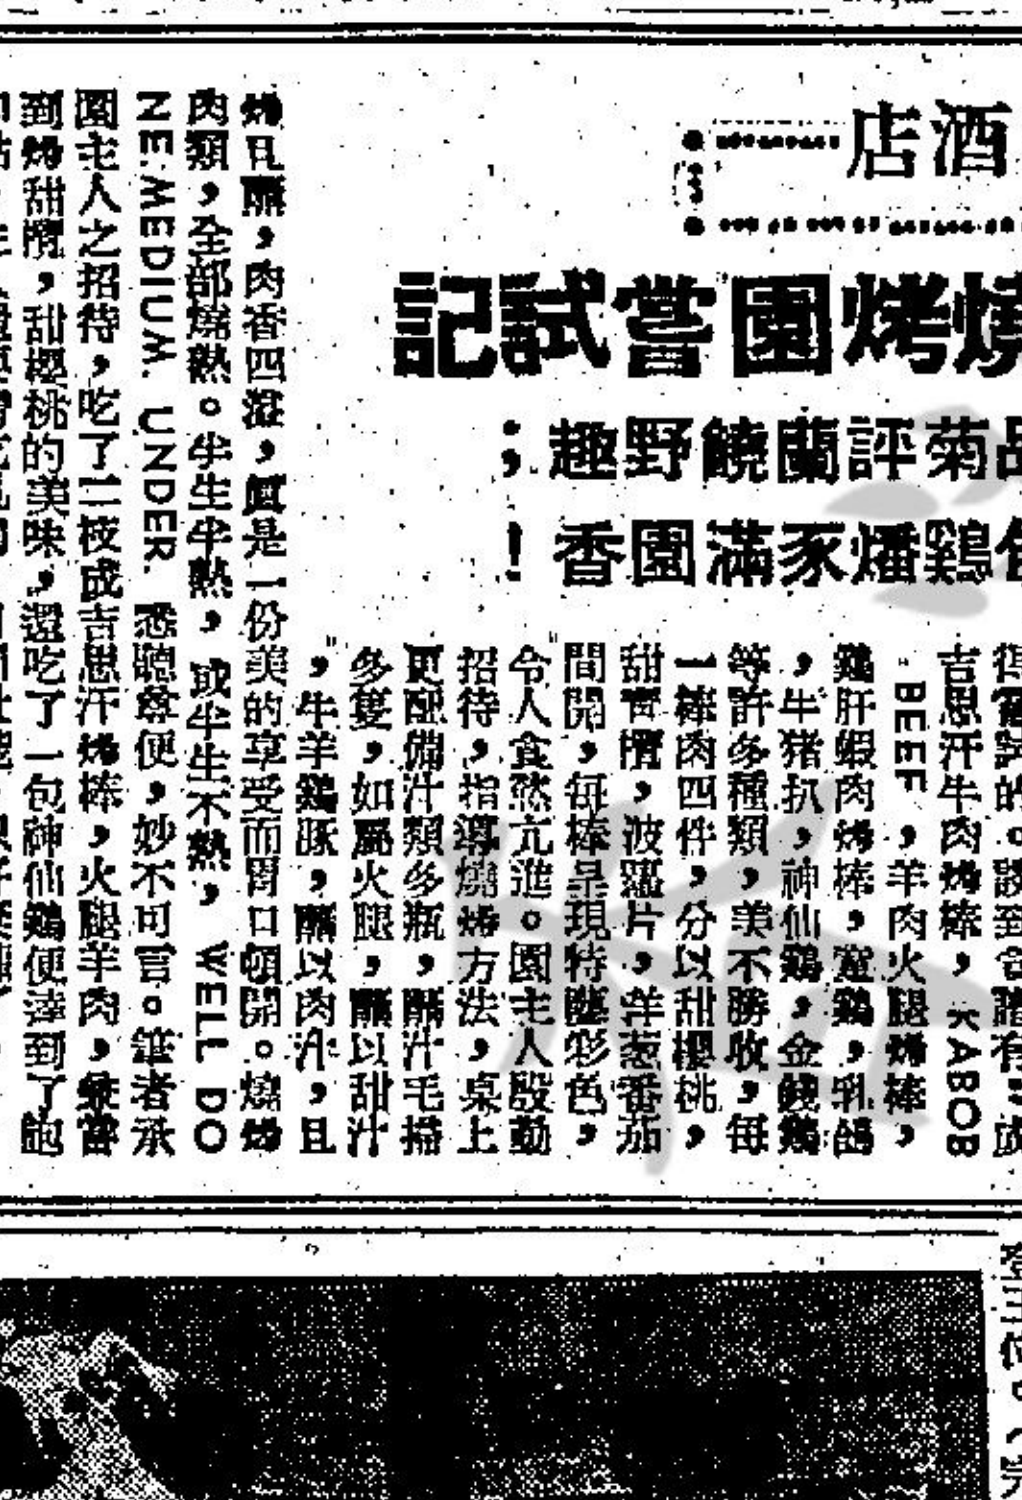 酒店
燒烤園嘗試記
菊評蘭饒野趣；
鷄燔豕滿園香！
吉思汗牛肉烤棒，KABOB
BEEF，羊肉火腿烤棒，
鷄肝蝦肉烤棒，竈鷄，乳鴿
，牛猪扒，神仙鷄，金錢鷄
等許多種類，美不勝收，每
一棒肉四件，分以甜櫻桃，
甜青椒，波蘿片，洋葱番茄
間開，每棒呈現特艷彩色，
令人食慾亢進。園主人殷勤
招待，指導燒烤方法，桌上
更配備汁類多瓶，醮汁毛掃
多隻，如屬火腿，醮以甜汁
，牛羊鷄豚，醮以肉汁，且
烤且醮，肉香四溢，眞是一份美的享受而胃口頓開。燒烤
肉類，全部燒熟。半生半熟，或半生不熟，WELL DO
NE. MEDIUM. UNDER. 悉聽尊便，妙不可言。筆者承
園主人之招待，吃了二枝成吉思汗烤棒，火腿羊肉，
到烤甜椒，甜櫻桃的美味，還吃了一包神仙鷄便達到了飽